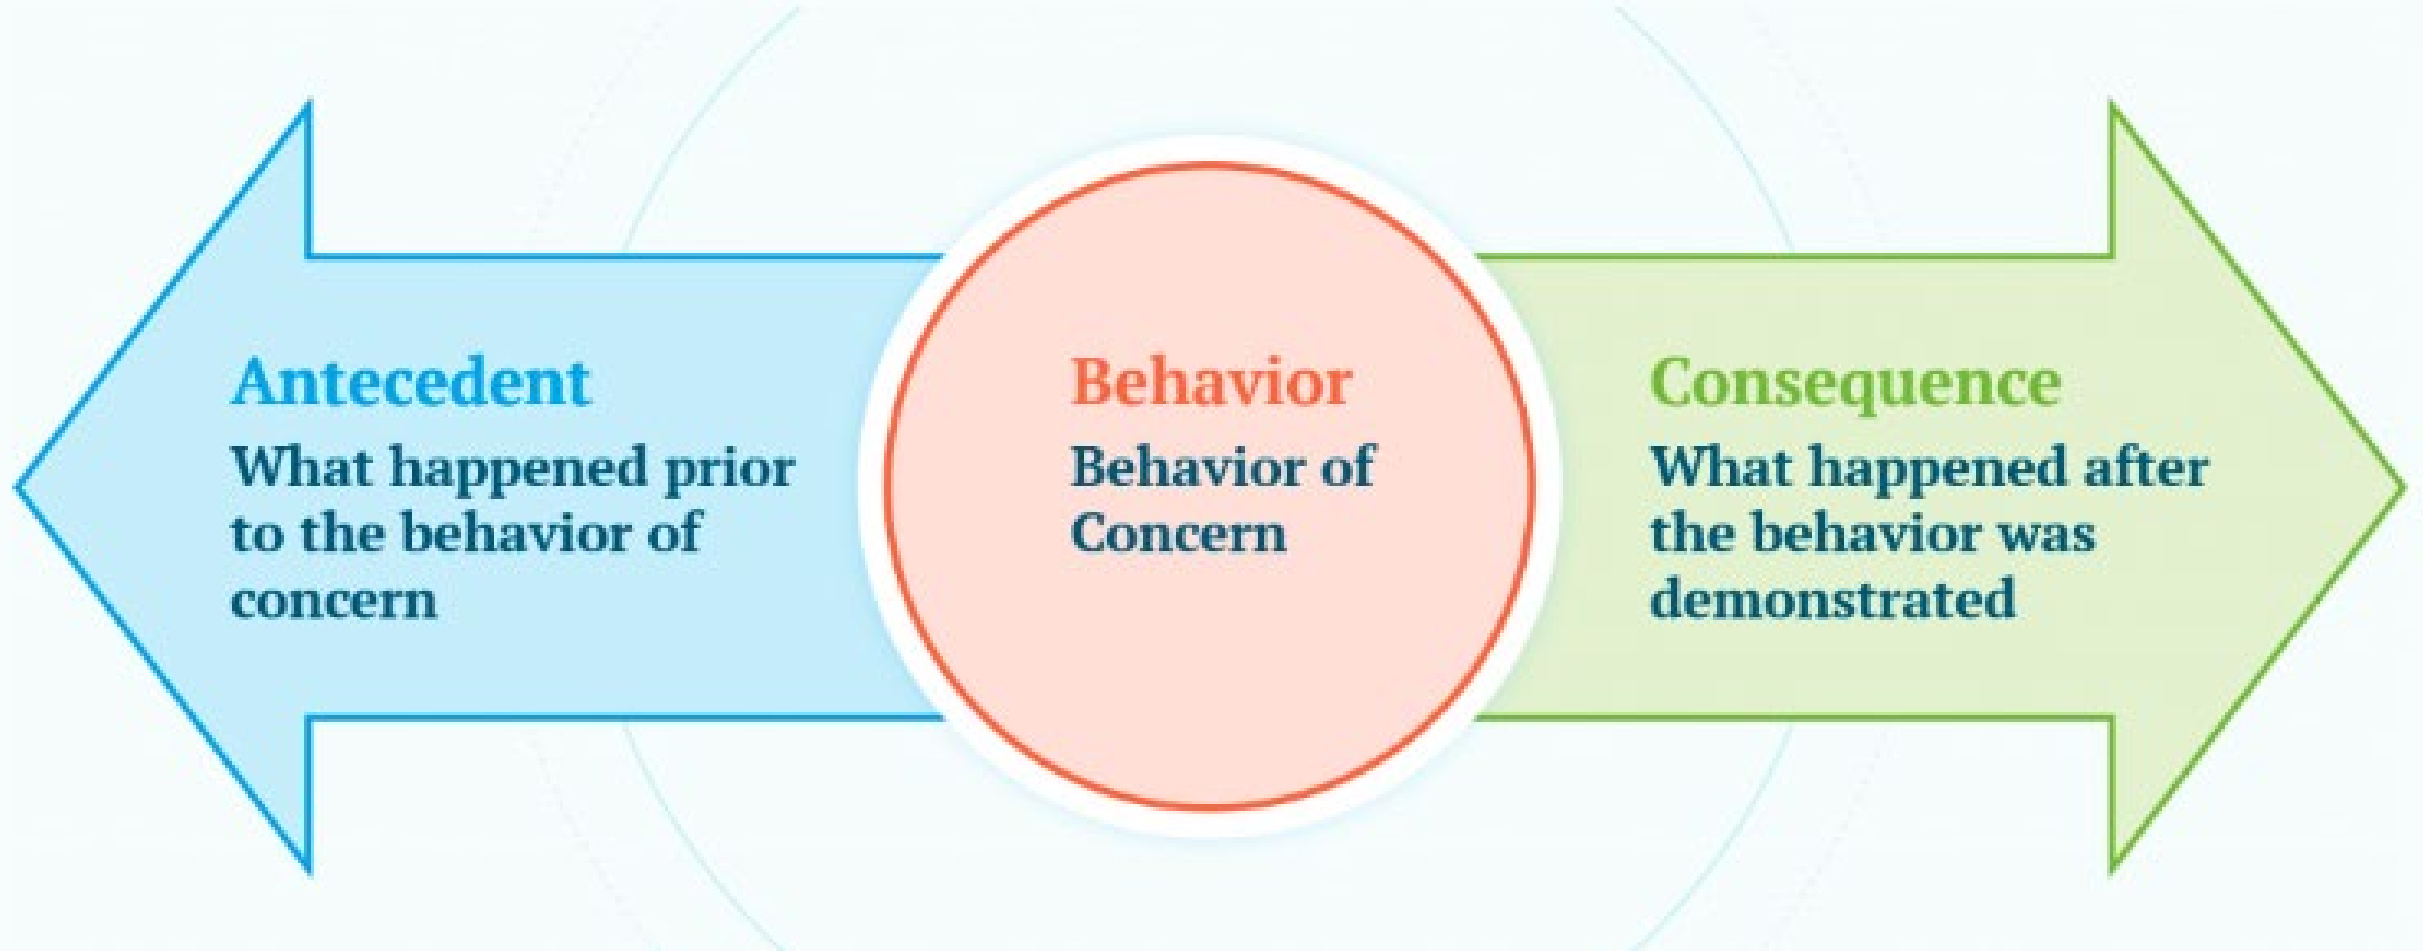 Antecedent
What happened prior
to the behavior of
concern
Behavior
Behavior of
Concern
Consequence
What happened after
the behavior was
demonstrated